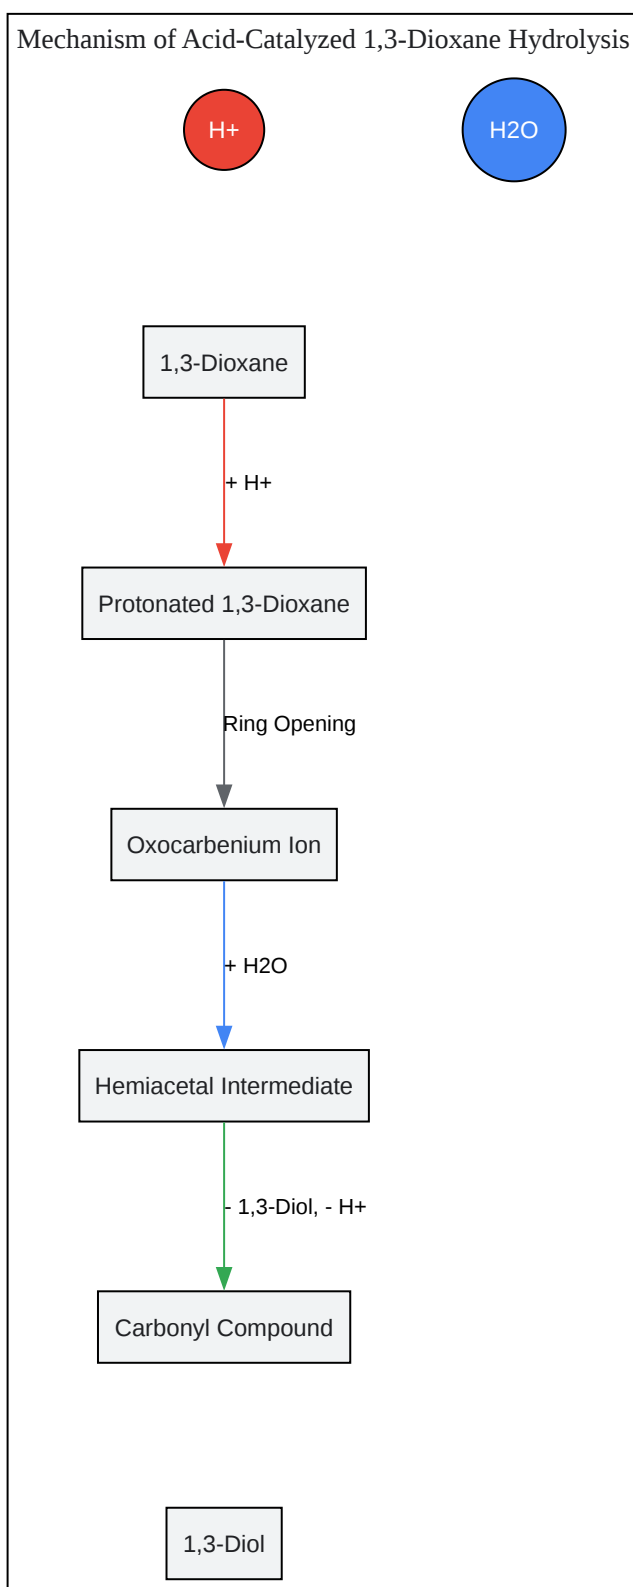 Mechanism of Acid-Catalyzed 1,3-Dioxane Hydrolysis
H+
H2O
1,3-Dioxane
+ H+
Protonated 1,3-Dioxane
Ring Opening
Oxocarbenium Ion
+ H2O
Hemiacetal Intermediate
- 1,3-Diol, - H+
Carbonyl Compound
1,3-Diol